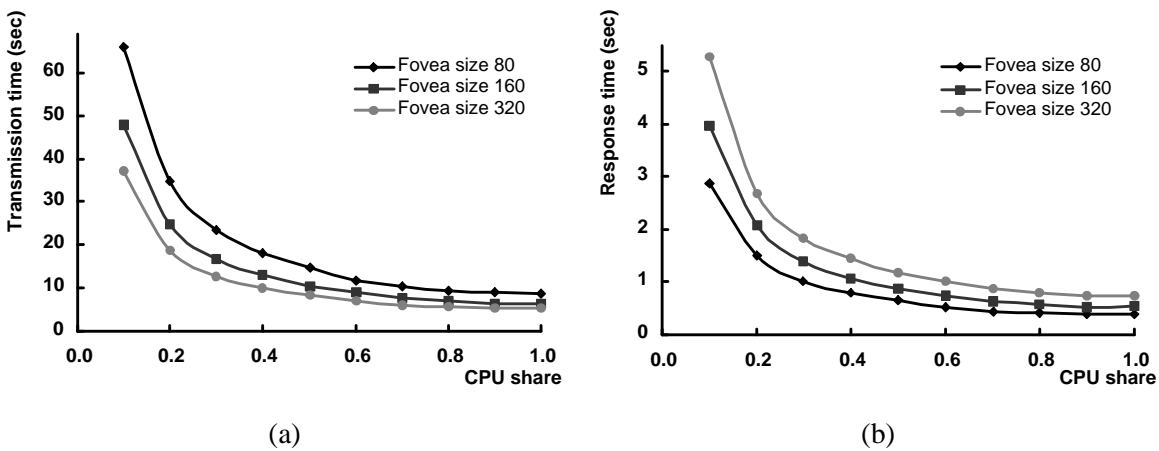 Transmission time (sec)
60
50
40
30
20
10
0
0.0 0.2 0.4 0.6 0.8 1.0
CPU share
Fovea size 80
Fovea size 160
Fovea size 320
(a)
Response time (sec)
5
4
3
2
1
0
0.0 0.2 0.4 0.6 0.8 1.0
CPU share
Fovea size 80
Fovea size 160
Fovea size 320
(b)